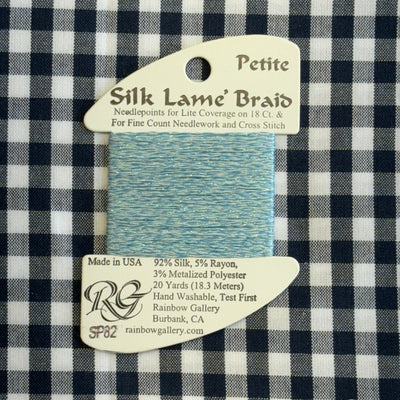 Petite
Silk Lamé Braid
Needlepoints for Lite Coverage on 18 Ct. &
For Fine Count Needlework and Cross Stitch
Made in USA
92% Silk, 5% Rayon,
3% Metalized Polyester
20 Yards (18.3 Meters)
Hand Washable, Test First
Rainbow Gallery
Burbank, CA
rainbowgallery.com
RG
SP82